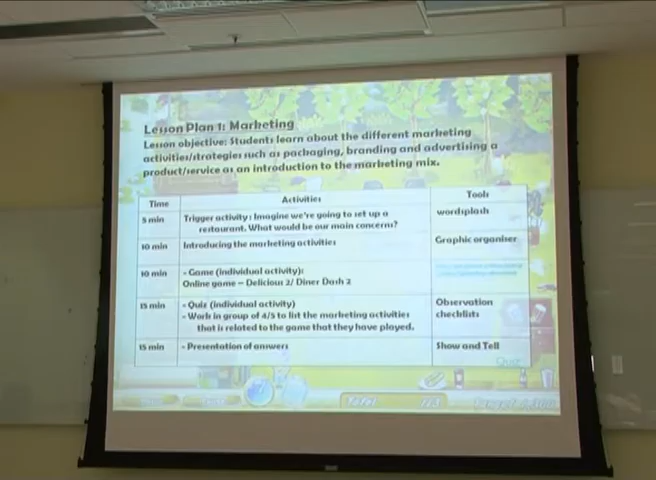 Lesson Plan 1: Marketing
Lesson objective: Students learn about the different marketing
activities/strategies such as packaging, branding and advertising a
product/service as an introduction to the marketing mix.
Time Activities Tools
5 min Trigger activity: Imagine we're going to set up a wordsplash
restaurant. What would be our main concerns?
10 min Introducing the marketing activities Graphic organiser
10 min - Game (individual activity):
Online game – Delicious 2/ Diner Dash 2
15 min - Quiz (individual activity) Observation
- Work in group of 4/5 to list the marketing activities checklists
that is related to the game that they have played.
15 min - Presentation of answers Show and Tell
Quiz